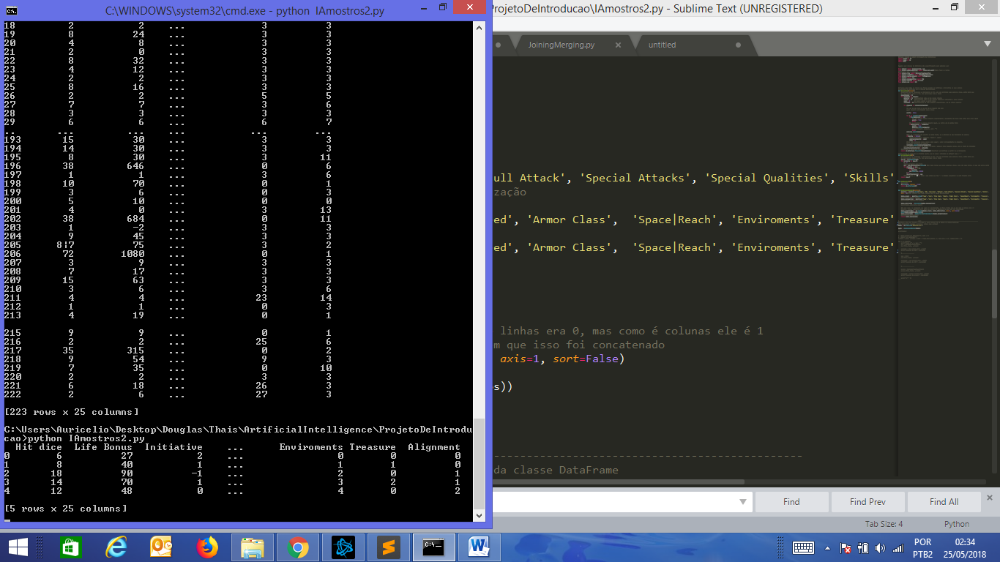 C:\WINDOWS\system32\cmd.exe - python IAmostros2.py
18 2 2 ... 3 3
19 8 24 ... 3 3
20 4 8 ... 3 3
21 2 0 ... 3 3
22 8 32 ... 3 3
23 4 12 ... 3 3
24 2 2 ... 3 3
25 8 16 ... 3 3
26 2 2 ... 5 5
27 7 7 ... 3 6
28 3 3 ... 3 3
29 6 6 ... 6 7
.. ... ... ... ... ...
193 15 30 ... 3 3
194 14 30 ... 3 3
195 8 30 ... 3 11
196 38 646 ... 0 6
197 1 1 ... 3 6
198 10 70 ... 0 1
199 3 6 ... 0 3
200 5 10 ... 0 0
201 4 0 ... 3 13
202 38 684 ... 0 11
203 1 -2 ... 3 3
204 9 45 ... 3 3
205 8!7 75 ... 3 2
206 72 1080 ... 0 1
207 3 9 ... 3 3
208 7 17 ... 3 3
209 15 63 ... 3 3
210 3 6 ... 3 6
211 4 4 ... 23 14
212 1 1 ... 0 3
213 4 19 ... 0 1
215 9 9 ... 0 1
216 2 2 ... 25 6
217 35 315 ... 0 2
218 9 54 ... 9 3
219 7 35 ... 0 10
220 2 2 ... 3 3
221 6 18 ... 26 3
222 2 6 ... 27 3
[223 rows x 25 columns]
C:\Users\Auricelio\Desktop\Douglas\Thais\ArtificialIntelligence\ProjetoDeIntrodu
cao>python IAmostros2.py
Hit dice Life Bonus Initiative ... Enviroments Treasure Alignment
0 6 27 2 ... 0 0 0
1 8 40 1 ... 1 1 0
2 18 90 -1 ... 2 0 1
3 14 70 1 ... 3 2 1
4 12 48 0 ... 4 0 2
[5 rows x 25 columns]
rojetoDeIntroducao\IAmostros2.py - Sublime Text (UNREGISTERED)
JoiningMerging.py
untitled
ull Attack', 'Special Attacks', 'Special Qualities', 'Skills'
zação
ed', 'Armor Class', 'Space|Reach', 'Enviroments', 'Treasure'
ed', 'Armor Class', 'Space|Reach', 'Enviroments', 'Treasure'
linhas era 0, mas como é colunas ele é 1
m que isso foi concatenado
axis=1, sort=False)
s))
----------------------------------------------------
da classe DataFrame
Find Find Prev Find All
Tab Size: 4 Python
POR 02:34
PTB2 25/05/2018